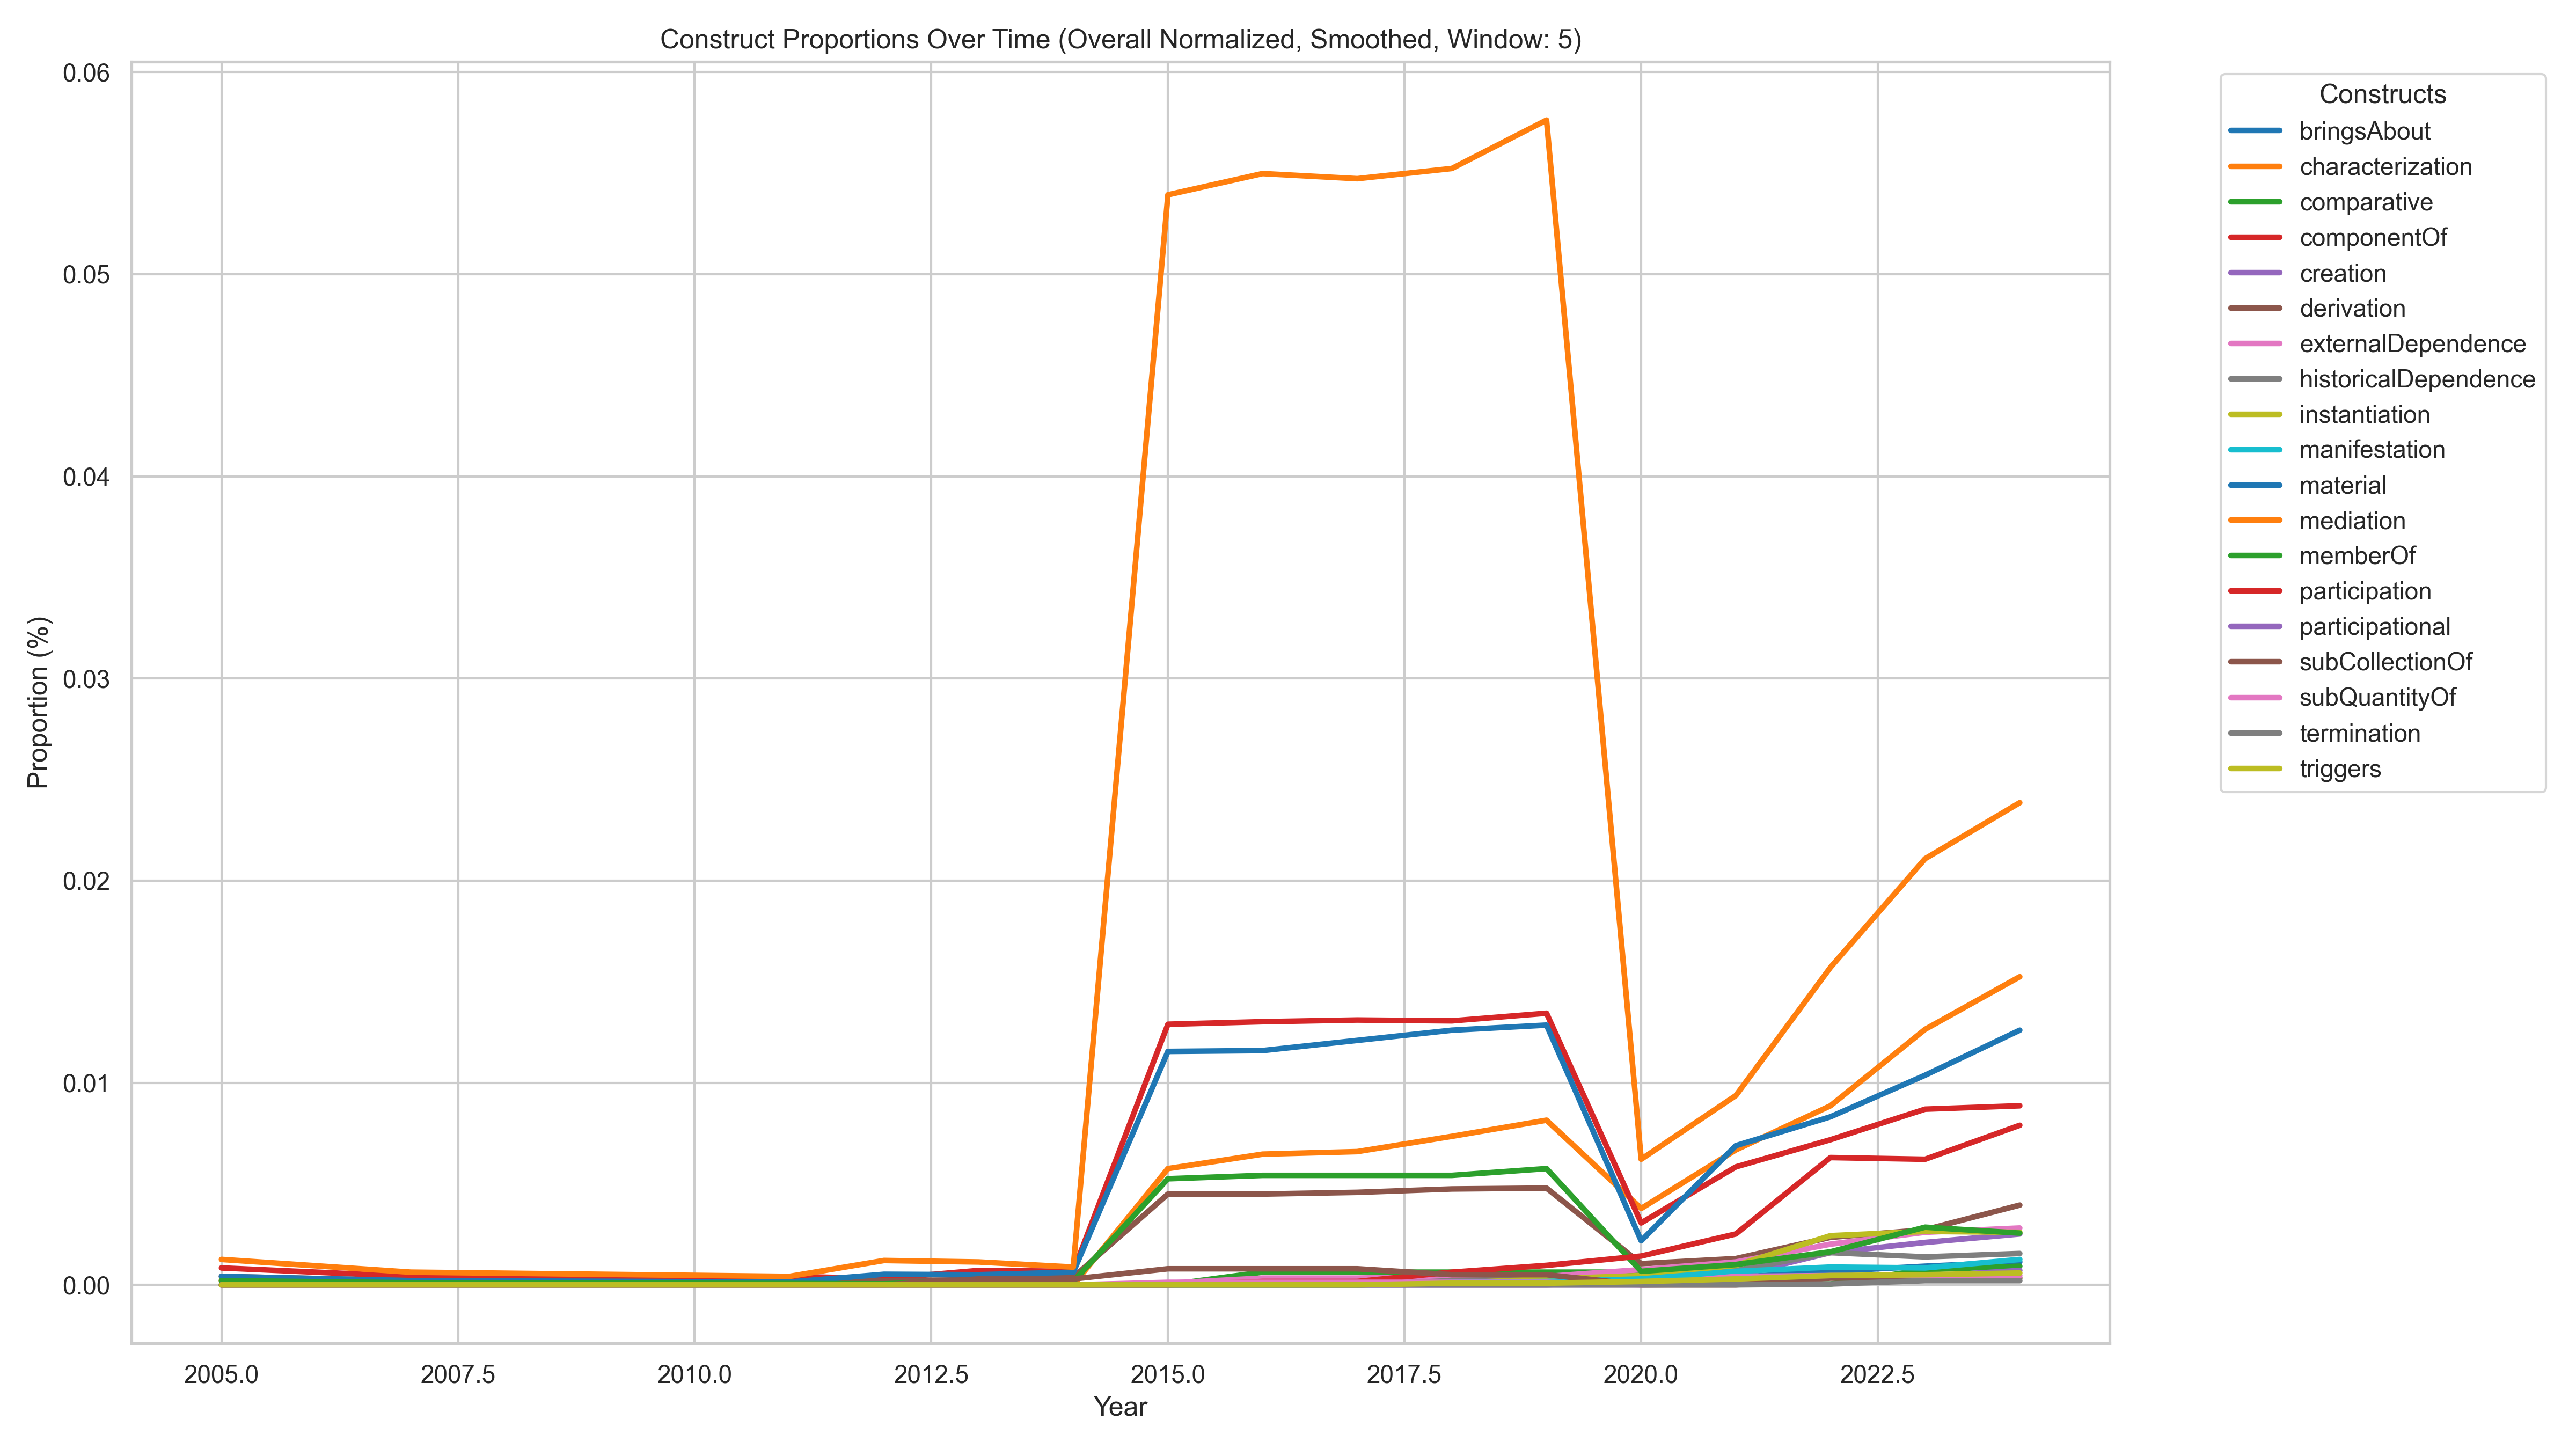 Construct Proportions Over Time (Overall Normalized, Smoothed, Window: 5)
0.06
0.05
0.04
0.03
0.02
0.01
0.00
Proportion (%)
2005.0 2007.5 2010.0 2012.5 2015.0 2017.5 2020.0 2022.5
Year
Constructs
bringsAbout
characterization
comparative
componentOf
creation
derivation
externalDependence
historicalDependence
instantiation
manifestation
material
mediation
memberOf
participation
participational
subCollectionOf
subQuantityOf
termination
triggers